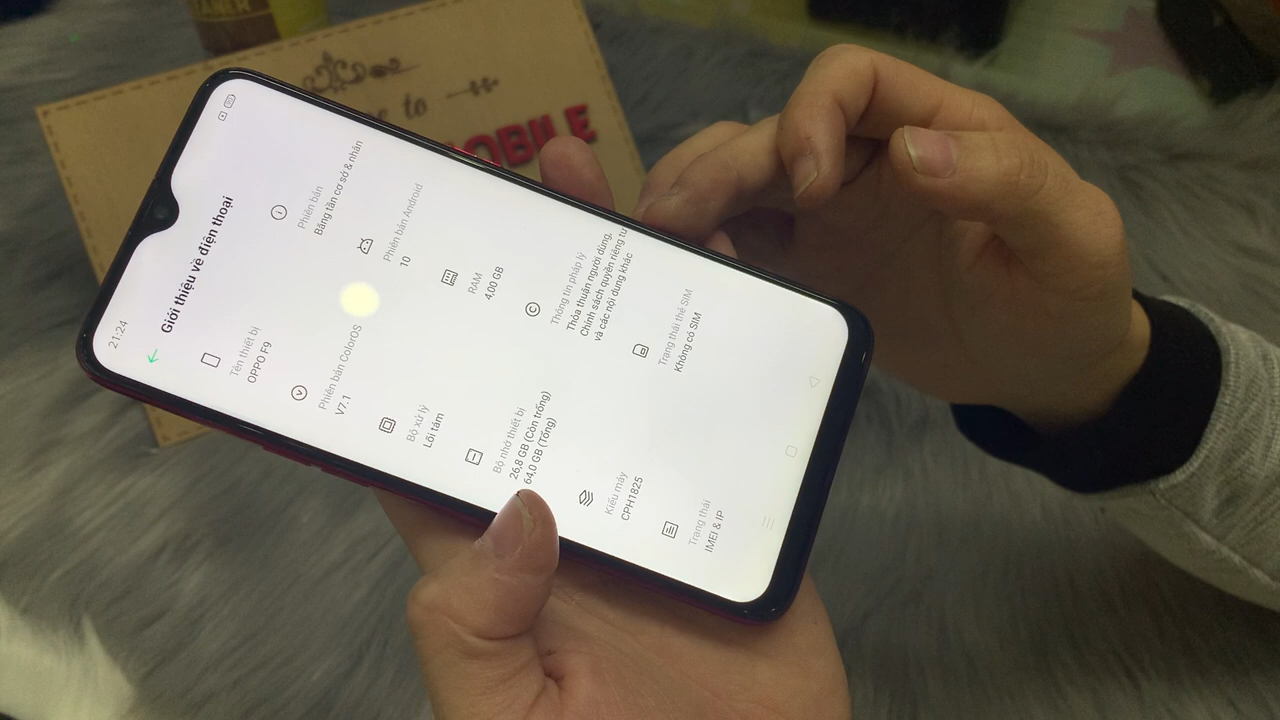 EANER
to
MOBILE
21:24
Giới thiệu về điện thoại
Tên thiết bị
OPPO F9
Phiên bản
Băng tần cơ sở & nhân
Phiên bản ColorOS
V7.1
Phiên bản Android
10
Bộ xử lý
Lõi tám
RAM
4,00 GB
Bộ nhớ thiết bị
26,8 GB (Còn trống)
64,0 GB (Tổng)
Thông tin pháp lý
Thỏa thuận người dùng,
Chính sách quyền riêng tư
và các nội dung khác
Kiểu máy
CPH1825
Trạng thái thẻ SIM
Không có SIM
Trạng thái
IMEI & IP